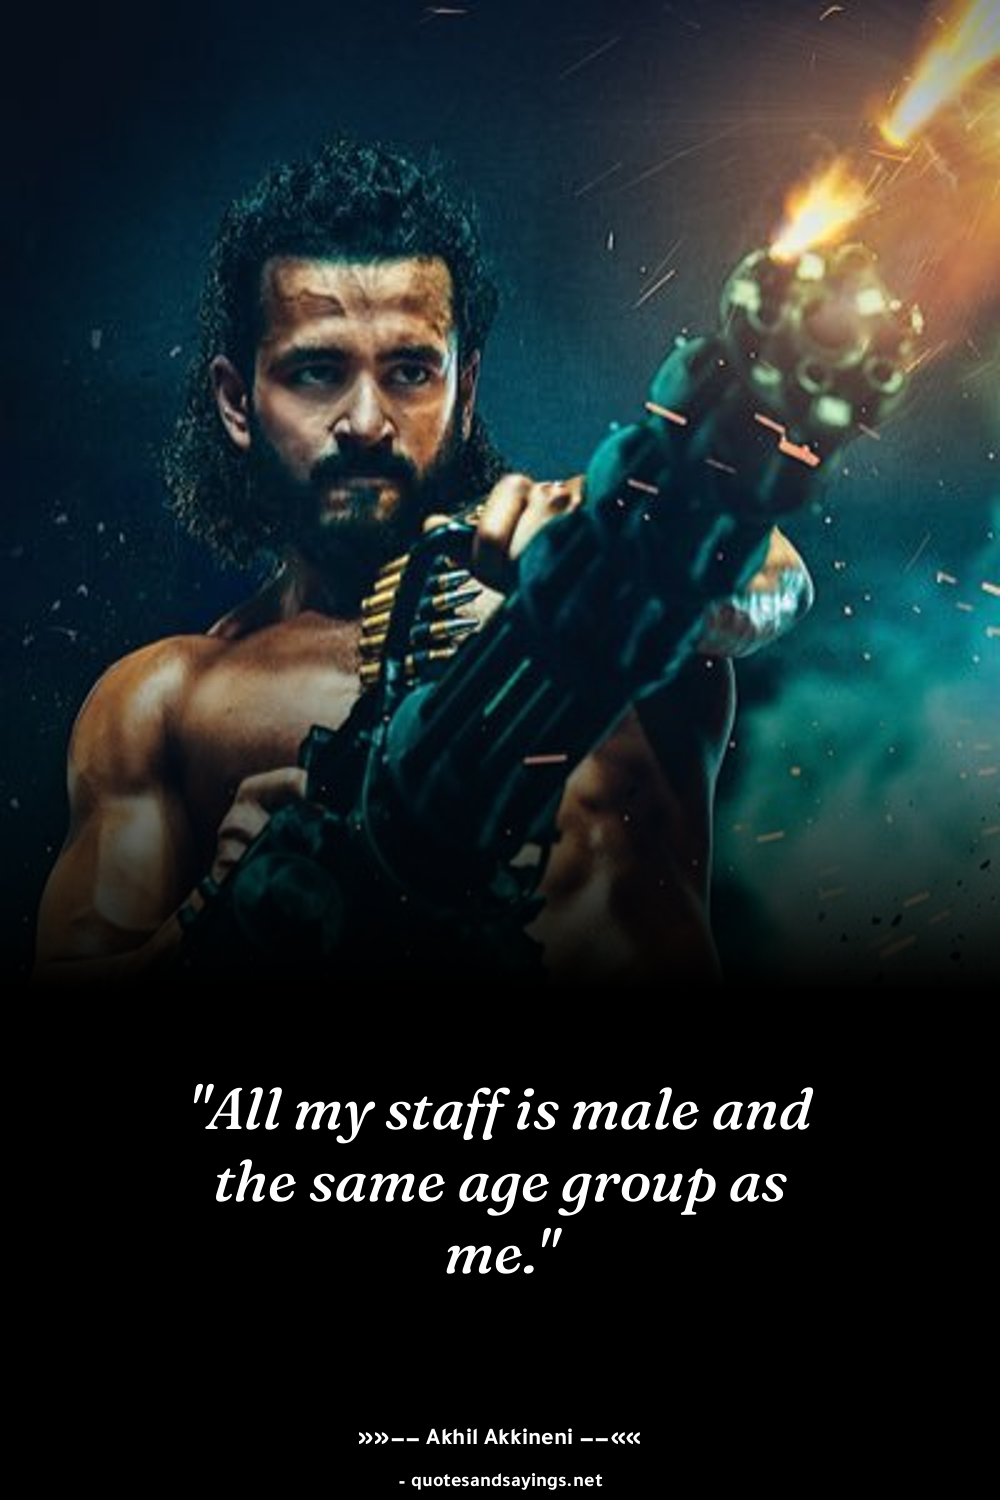 "All my staff is male and
the same age group as
me."
»»–– Akhil Akkineni ––««
- quotesandsayings.net